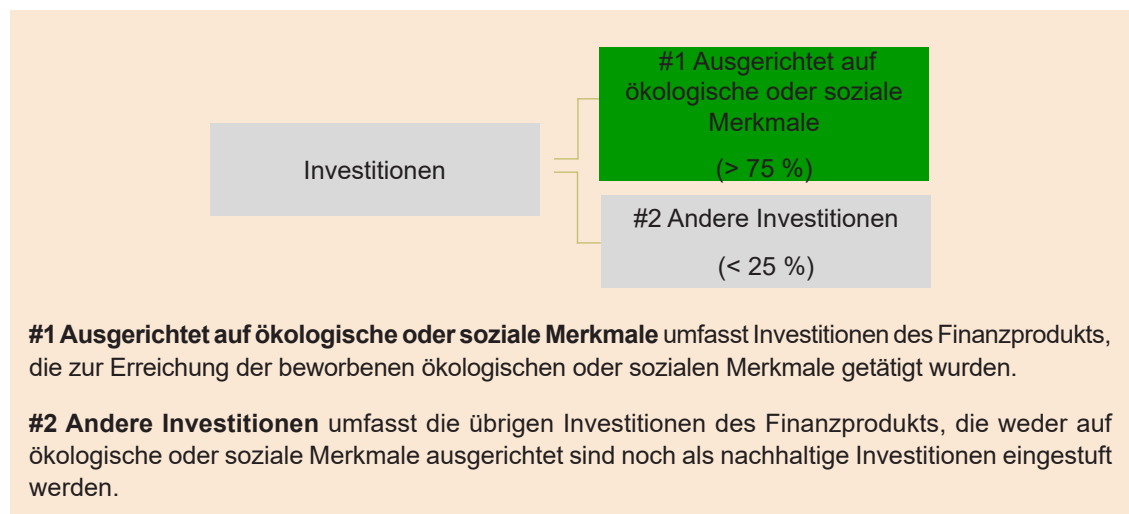 #1 Ausgerichtet auf
ökologische oder soziale
Merkmale
(> 75 %)
Investitionen
#2 Andere Investitionen
(< 25 %)
#1 Ausgerichtet auf ökologische oder soziale Merkmale umfasst Investitionen des Finanzprodukts,
die zur Erreichung der beworbenen ökologischen oder sozialen Merkmale getätigt wurden.
#2 Andere Investitionen umfasst die übrigen Investitionen des Finanzprodukts, die weder auf
ökologische oder soziale Merkmale ausgerichtet sind noch als nachhaltige Investitionen eingestuft
werden.